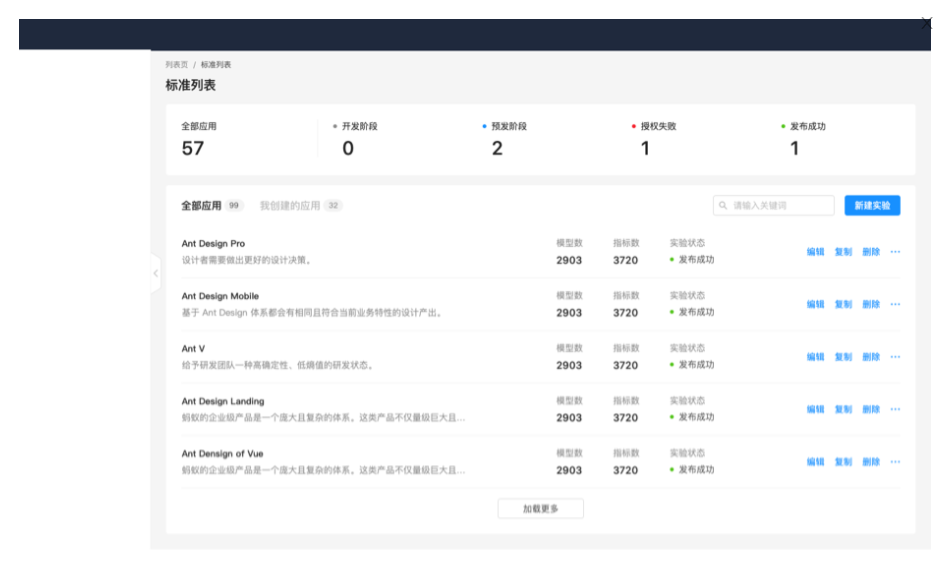 列表页 / 标准列表
标准列表
全部应用 开发阶段 预发阶段 授权失败 发布成功
57 0 2 1 1
全部应用 99 我创建的应用 32 请输入关键词 新建实验
Ant Design Pro 模型数 指标数 实验状态
设计者需要做出更好的设计决策。 2903 3720 发布成功 编辑 复制 删除 ···
Ant Design Mobile 模型数 指标数 实验状态
基于 Ant Design 体系都会有相同且符合当前业务特性的设计产出。 2903 3720 发布成功 编辑 复制 删除 ···
Ant V 模型数 指标数 实验状态
给予研发团队一种高确定性、低熵值的研发状态。 2903 3720 发布成功 编辑 复制 删除 ···
Ant Design Landing 模型数 指标数 实验状态
蚂蚁的企业级产品是一个庞大且复杂的体系。这类产品不仅量级巨大且... 2903 3720 发布成功 编辑 复制 删除 ···
Ant Densign of Vue 模型数 指标数 实验状态
蚂蚁的企业级产品是一个庞大且复杂的体系。这类产品不仅量级巨大且... 2903 3720 发布成功 编辑 复制 删除 ···
加载更多